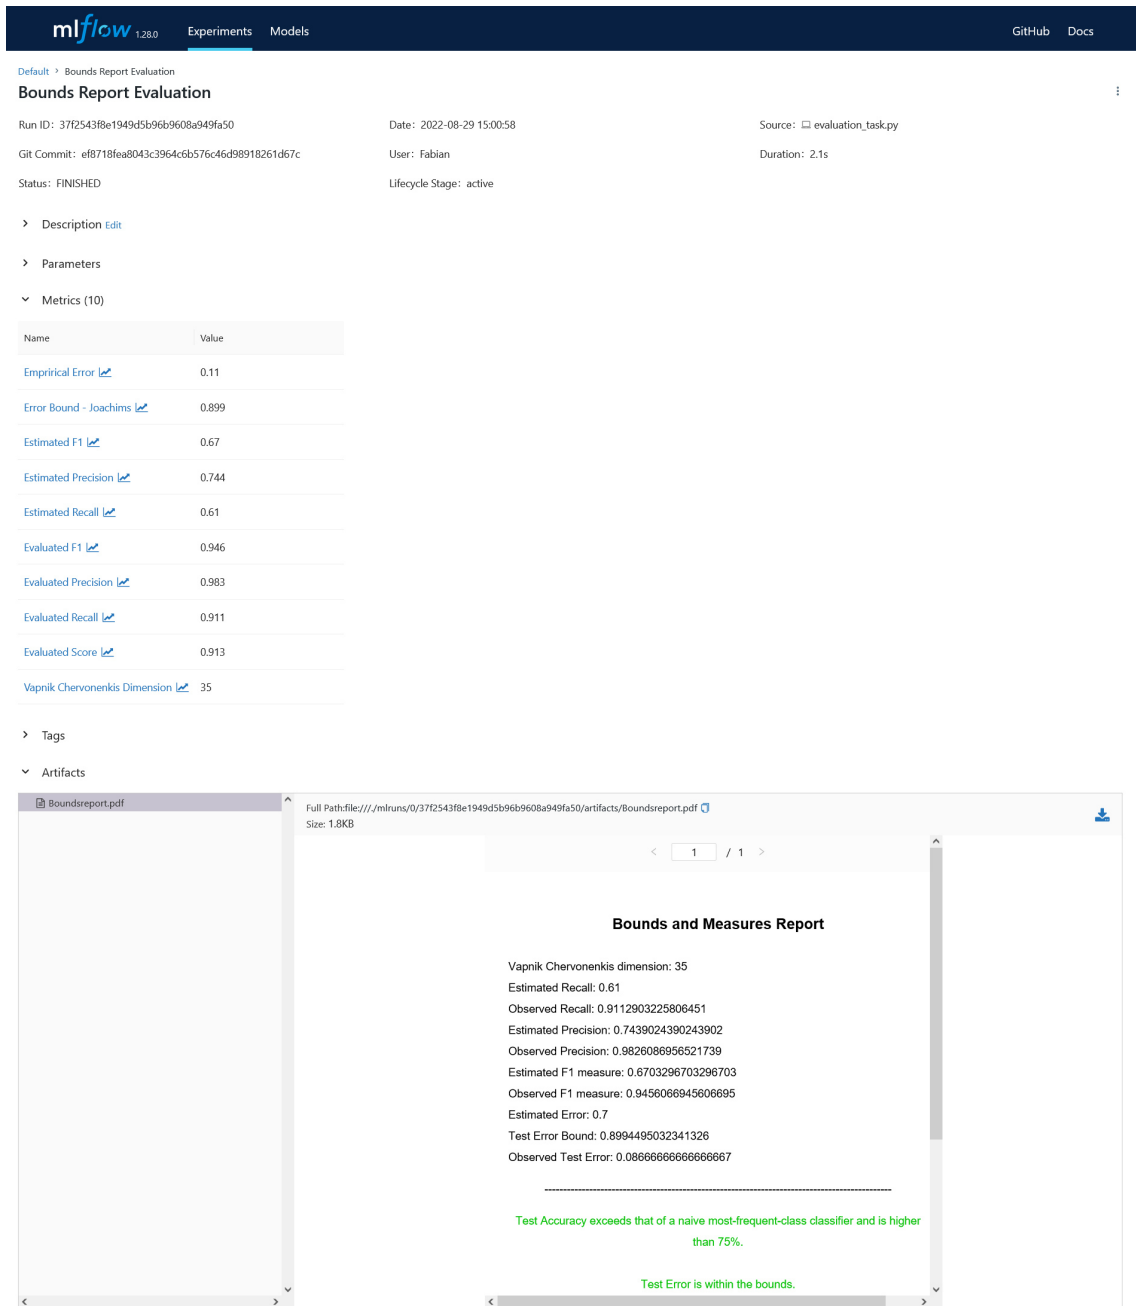 mlflow 1.28.0 Experiments Models GitHub Docs
Default > Bounds Report Evaluation
Bounds Report Evaluation
Run ID: 37f2543f8e1949d5b96b9608a949fa50 Date: 2022-08-29 15:00:58 Source: evaluation_task.py
Git Commit: ef8718fea8043c3964c6b576c46d98918261d67c User: Fabian Duration: 2.1s
Status: FINISHED Lifecycle Stage: active
> Description Edit
> Parameters
Metrics (10)
Name Value
Emprirical Error 0.11
Error Bound - Joachims 0.899
Estimated F1 0.67
Estimated Precision 0.744
Estimated Recall 0.61
Evaluated F1 0.946
Evaluated Precision 0.983
Evaluated Recall 0.911
Evaluated Score 0.913
Vapnik Chervonenkis Dimension 35
> Tags
Artifacts
Boundsreport.pdf
Full Path:file:///./mlruns/0/37f2543f8e1949d5b96b9608a949fa50/artifacts/Boundsreport.pdf
Size: 1.8KB
< 1 / 1 >
Bounds and Measures Report
Vapnik Chervonenkis dimension: 35
Estimated Recall: 0.61
Observed Recall: 0.9112903225806451
Estimated Precision: 0.7439024390243902
Observed Precision: 0.9826086956521739
Estimated F1 measure: 0.6703296703296703
Observed F1 measure: 0.9456066945606695
Estimated Error: 0.7
Test Error Bound: 0.8994495032341326
Observed Test Error: 0.08666666666666667
Test Accuracy exceeds that of a naive most-frequent-class classifier and is higher
than 75%.
Test Error is within the bounds.